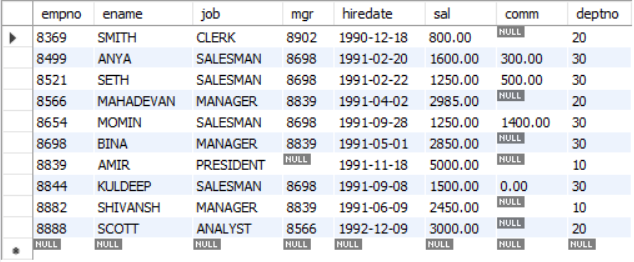 empno ename job mgr hiredate sal comm deptno
8369 SMITH CLERK 8902 1990-12-18 800.00 NULL 20
8499 ANYA SALESMAN 8698 1991-02-20 1600.00 300.00 30
8521 SETH SALESMAN 8698 1991-02-22 1250.00 500.00 30
8566 MAHADEVAN MANAGER 8839 1991-04-02 2985.00 NULL 20
8654 MOMIN SALESMAN 8698 1991-09-28 1250.00 1400.00 30
8698 BINA MANAGER 8839 1991-05-01 2850.00 NULL 30
8839 AMIR PRESIDENT NULL 1991-11-18 5000.00 NULL 10
8844 KULDEEP SALESMAN 8698 1991-09-08 1500.00 0.00 30
8882 SHIVANSH MANAGER 8839 1991-06-09 2450.00 NULL 10
8888 SCOTT ANALYST 8566 1992-12-09 3000.00 NULL 20
NULL NULL NULL NULL NULL NULL NULL NULL